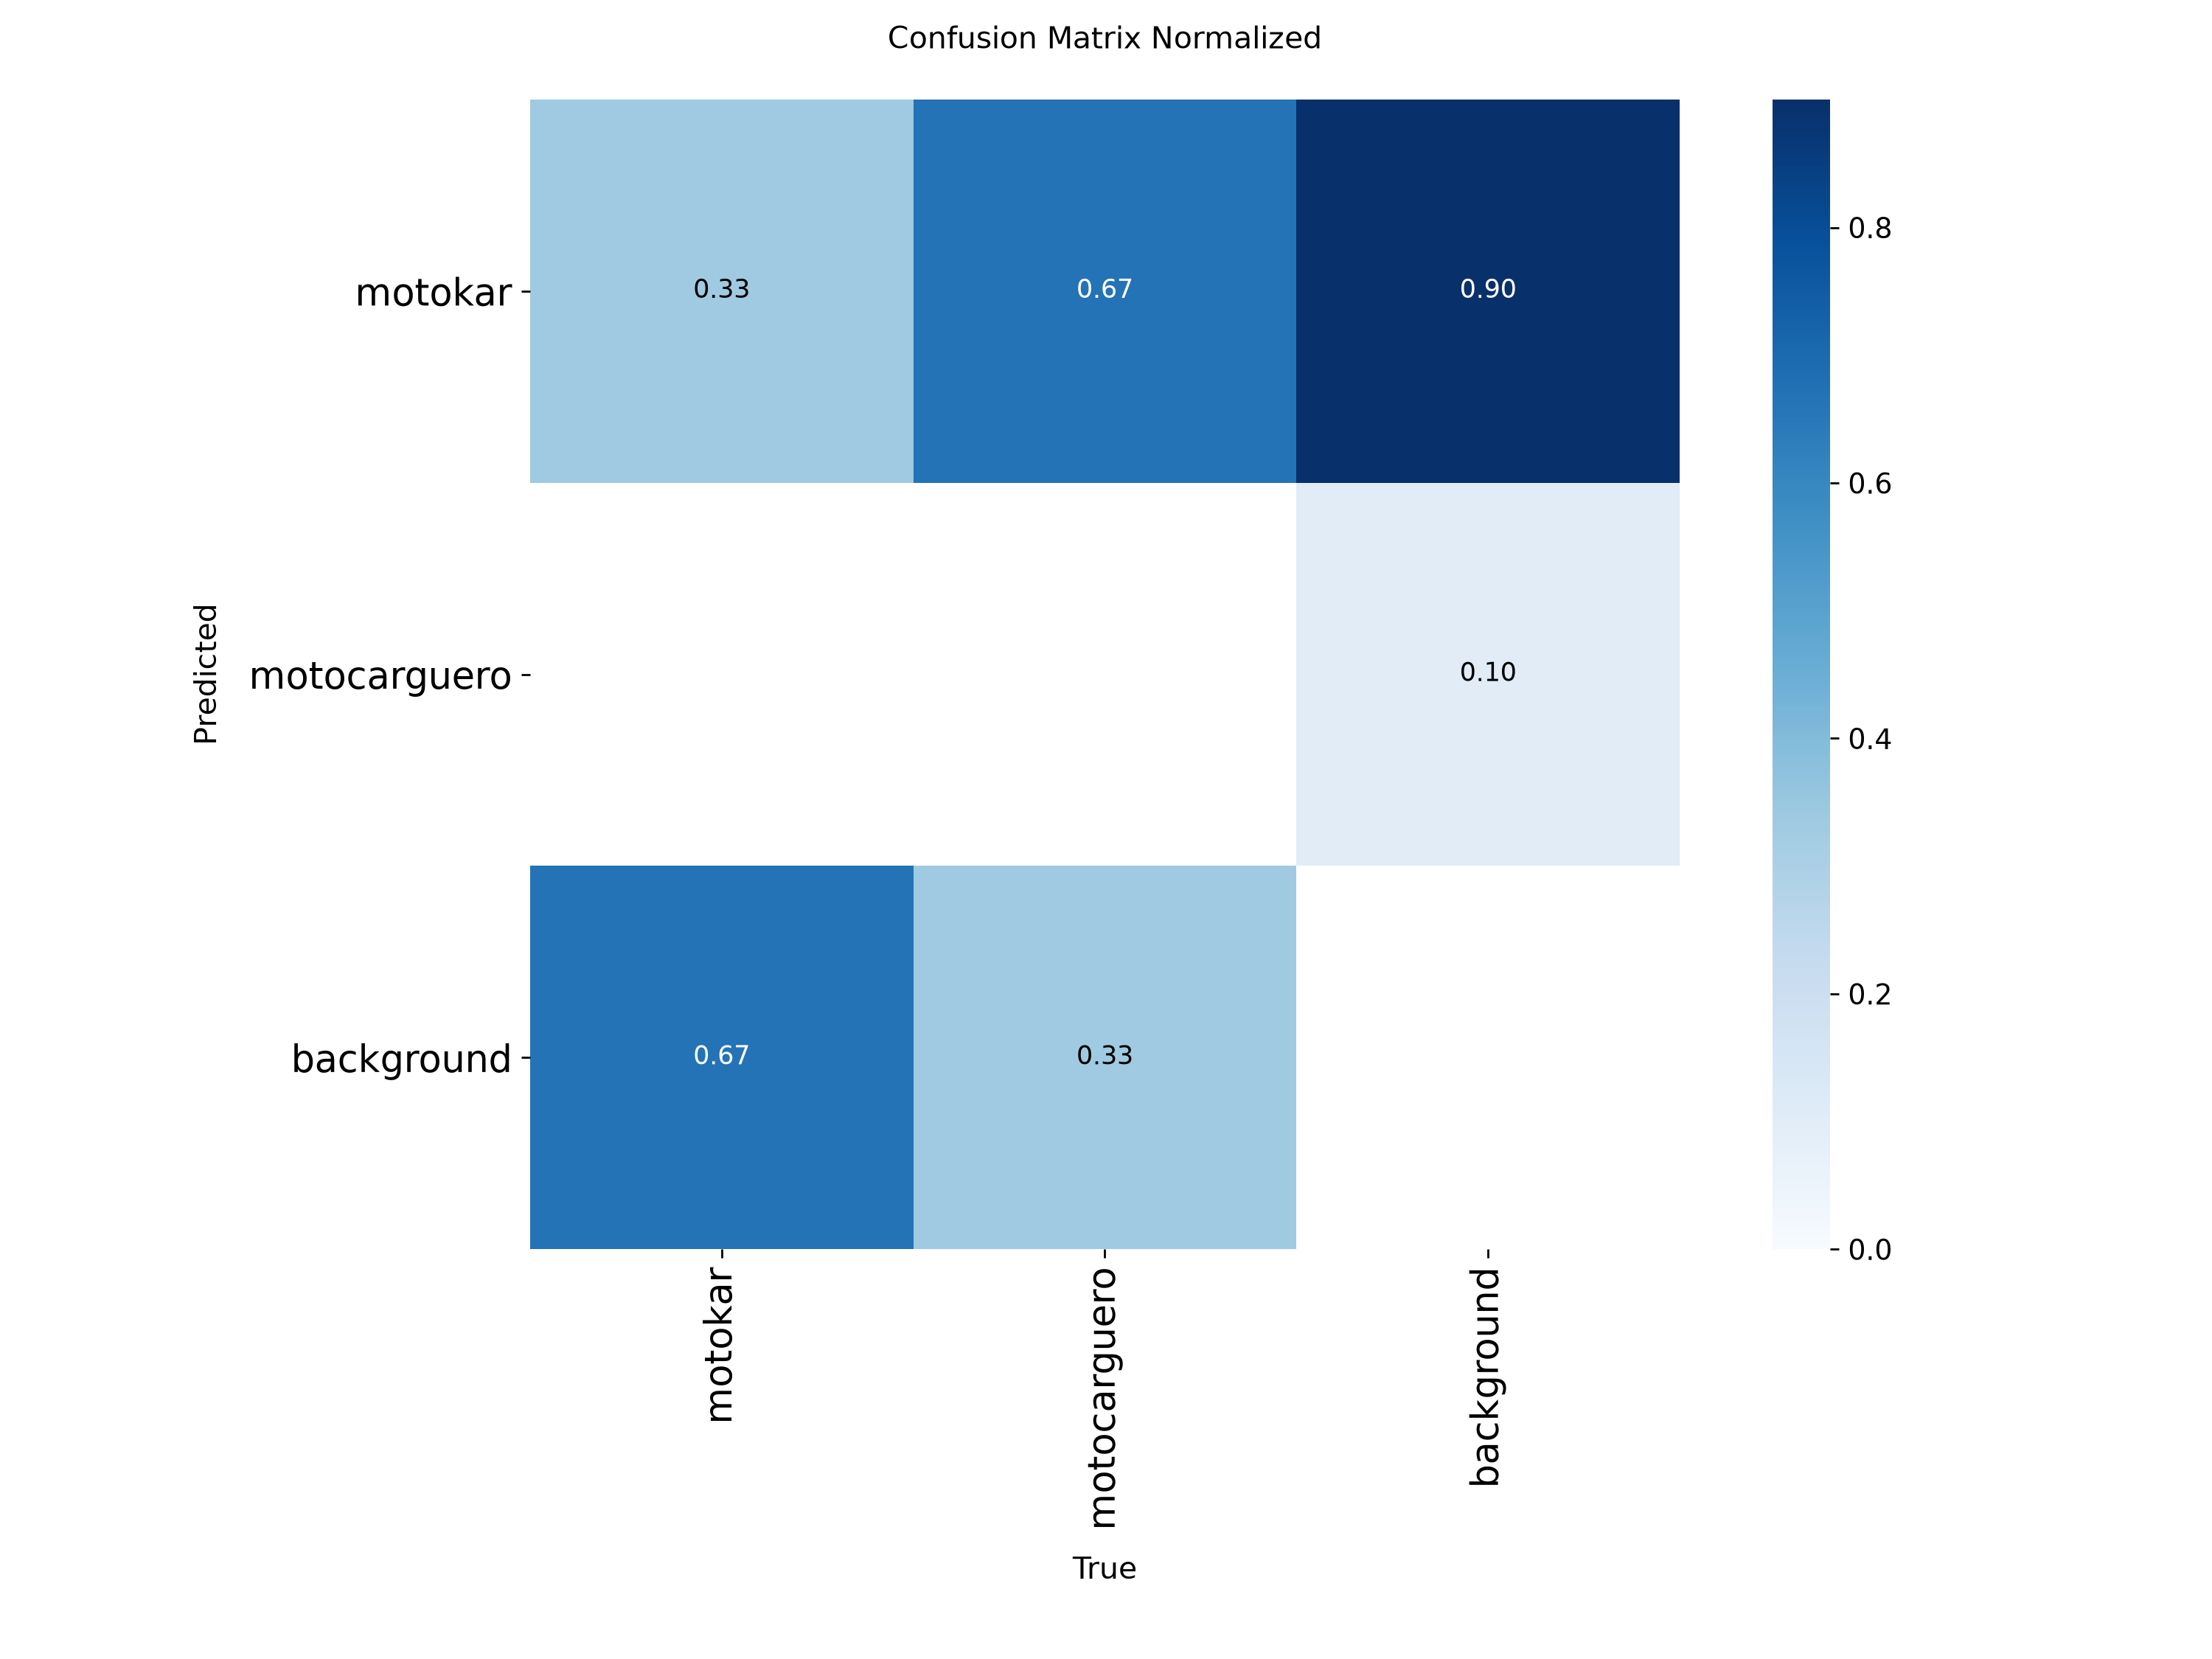 Confusion Matrix Normalized
motokar
0.33
0.67
0.90
0.8
0.6
Predicted
motocarguero
0.10
0.4
0.2
background
0.67
0.33
0.0
motokar
motocarguero
background
True